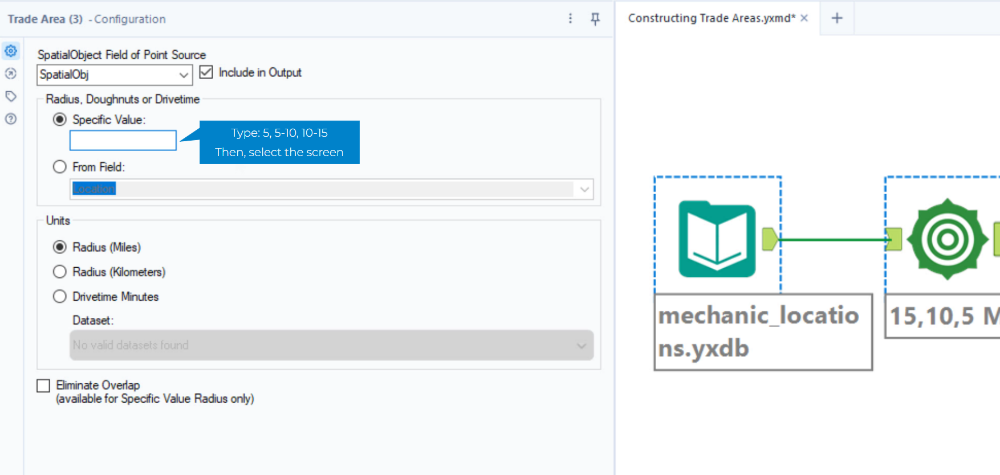 Trade Area (3) - Configuration
SpatialObject Field of Point Source
SpatialObj
Include in Output
Radius, Doughnuts or Drivetime
Specific Value:
Type: 5, 5-10, 10-15
Then, select the screen
From Field:
Location
Units
Radius (Miles)
Radius (Kilometers)
Drivetime Minutes
Dataset:
No valid datasets found
Eliminate Overlap
(available for Specific Value Radius only)
Constructing Trade Areas.yxmd*
mechanic_locatio
ns.yxdb
15,10,5 M